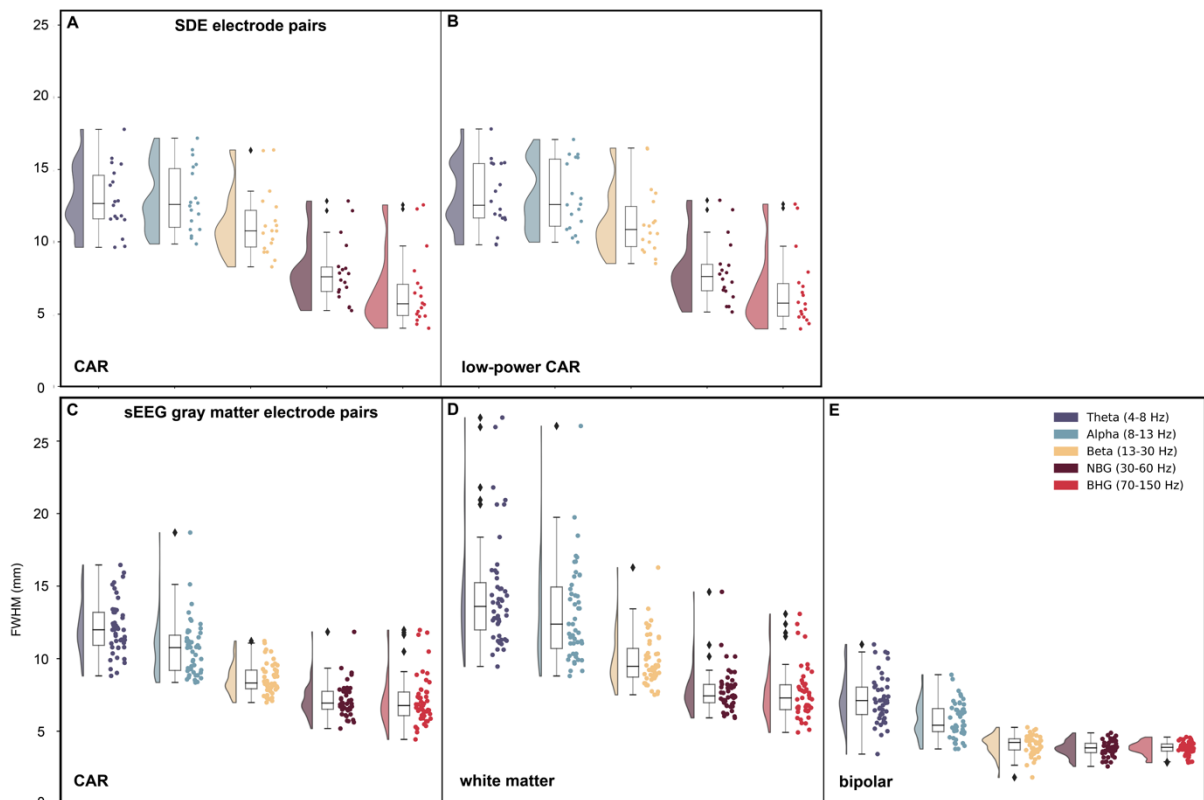 A
SDE electrode pairs
B
25
20
15
10
5
0
CAR
low-power CAR
C
sEEG gray matter electrode pairs
D
E
Theta (4-8 Hz)
Alpha (8-13 Hz)
Beta (13-30 Hz)
NBG (30-60 Hz)
BHG (70-150 Hz)
25
20
15
10
5
0
FWHM (mm)
CAR
white matter
bipolar